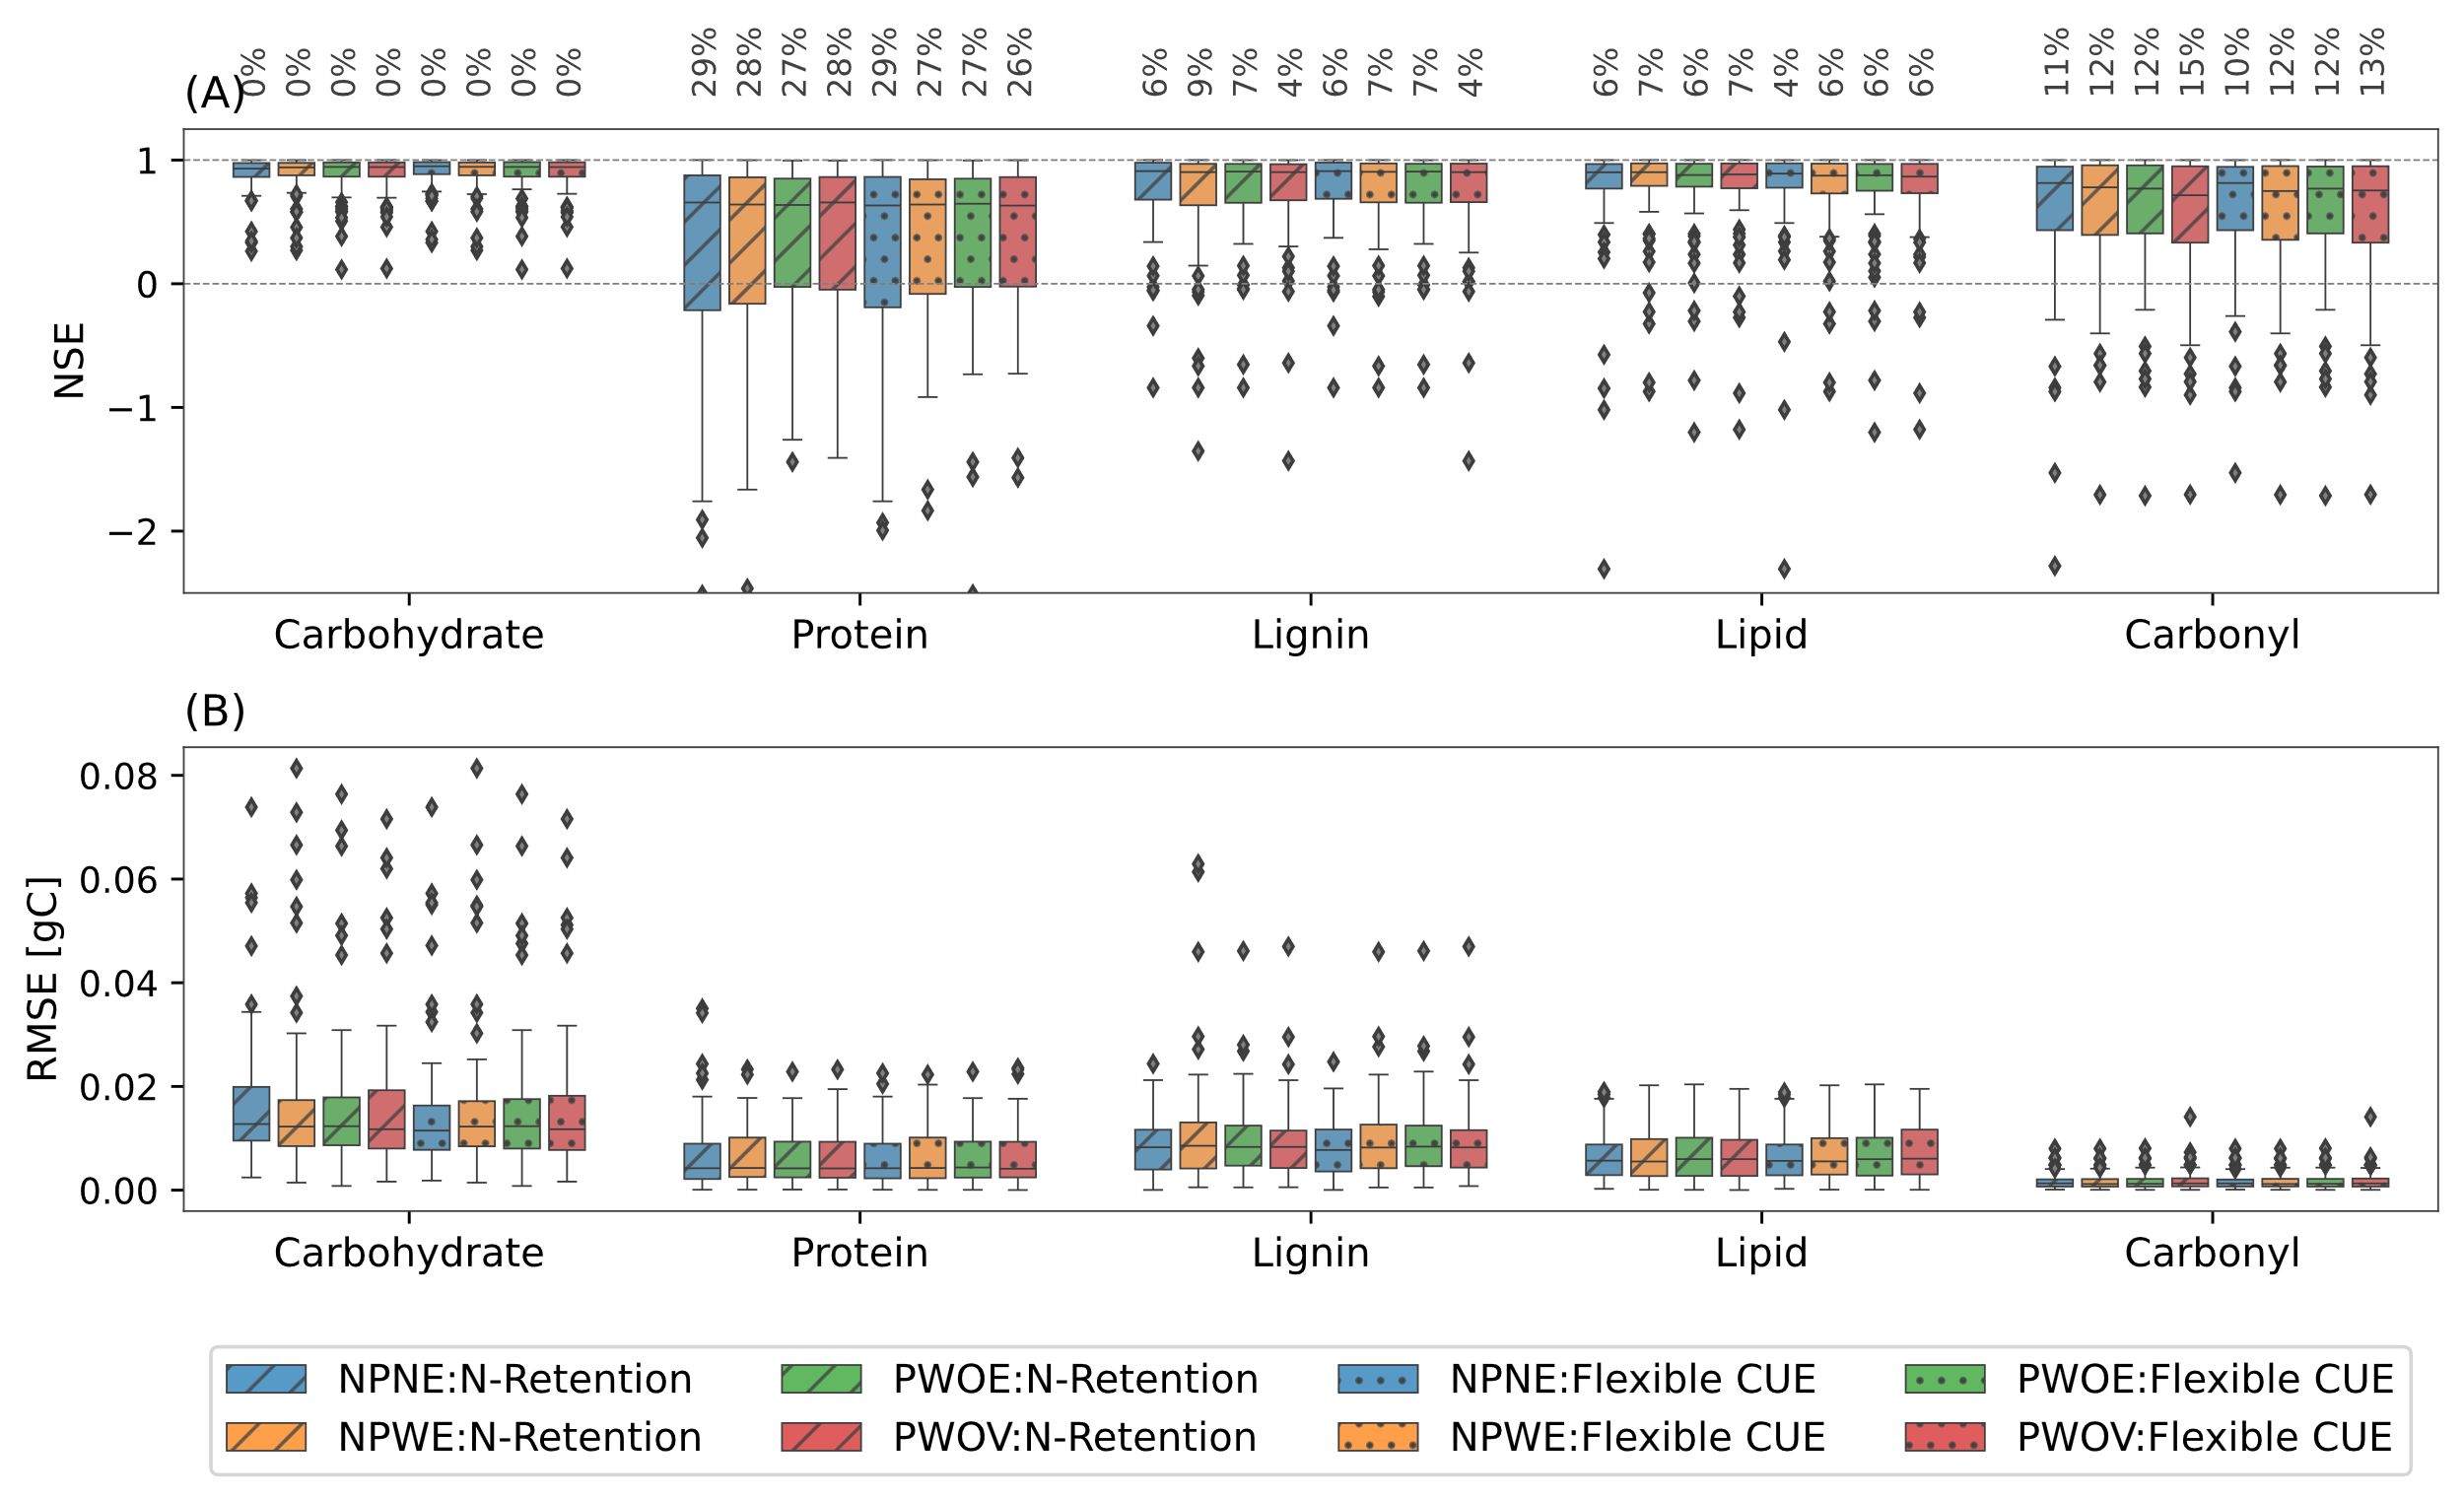 0% 0% 0% 0% 0% 0% 0% 0% 29% 28% 27% 28% 29% 27% 27% 26% 6% 9% 7% 4% 6% 7% 7% 4% 6% 7% 6% 7% 4% 6% 6% 6% 11% 12% 12% 15% 10% 12% 12% 13%
(A)
NSE
1
0
−1
−2
Carbohydrate Protein Lignin Lipid Carbonyl
(B)
RMSE [gC]
0.08
0.06
0.04
0.02
0.00
Carbohydrate Protein Lignin Lipid Carbonyl
NPNE:N-Retention PWOE:N-Retention NPNE:Flexible CUE PWOE:Flexible CUE
NPWE:N-Retention PWOV:N-Retention NPWE:Flexible CUE PWOV:Flexible CUE